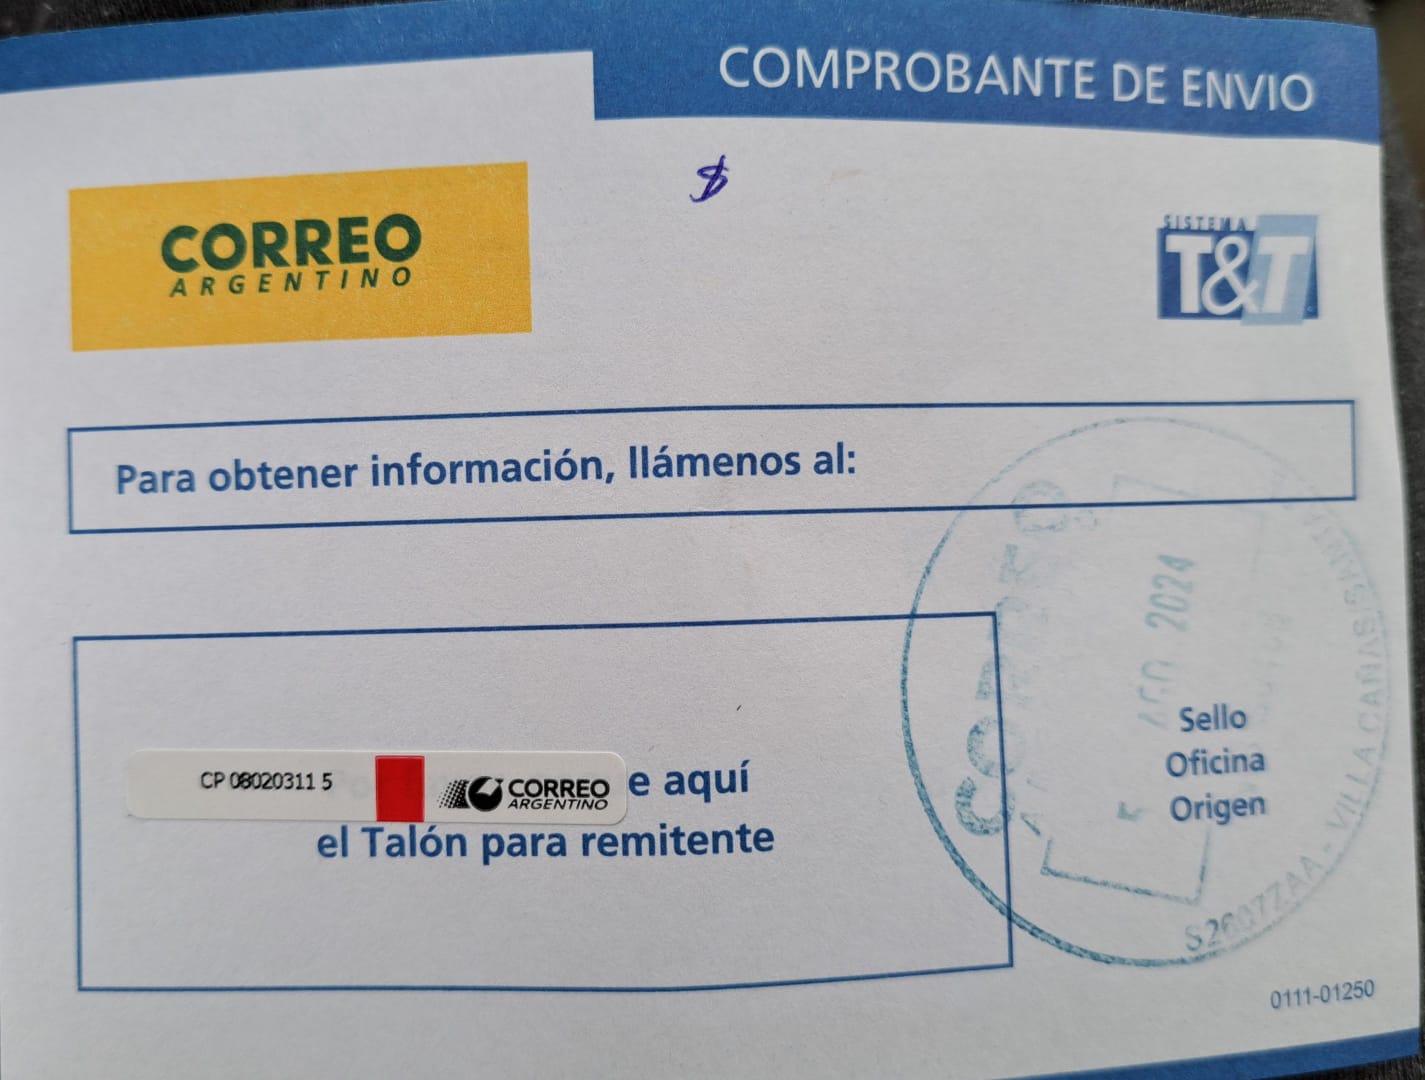 COMPROBANTE DE ENVIO
$
CORREO
ARGENTINO
SISTEMA
T&T
Para obtener información, llámenos al:
CORREO
AGO 2024
S2607ZAA - VILLA CAÑAS SANTA
Sello
Oficina
Origen
CP 08020311 5
CORREO
ARGENTINO
e aquí
el Talón para remitente
0111-01250